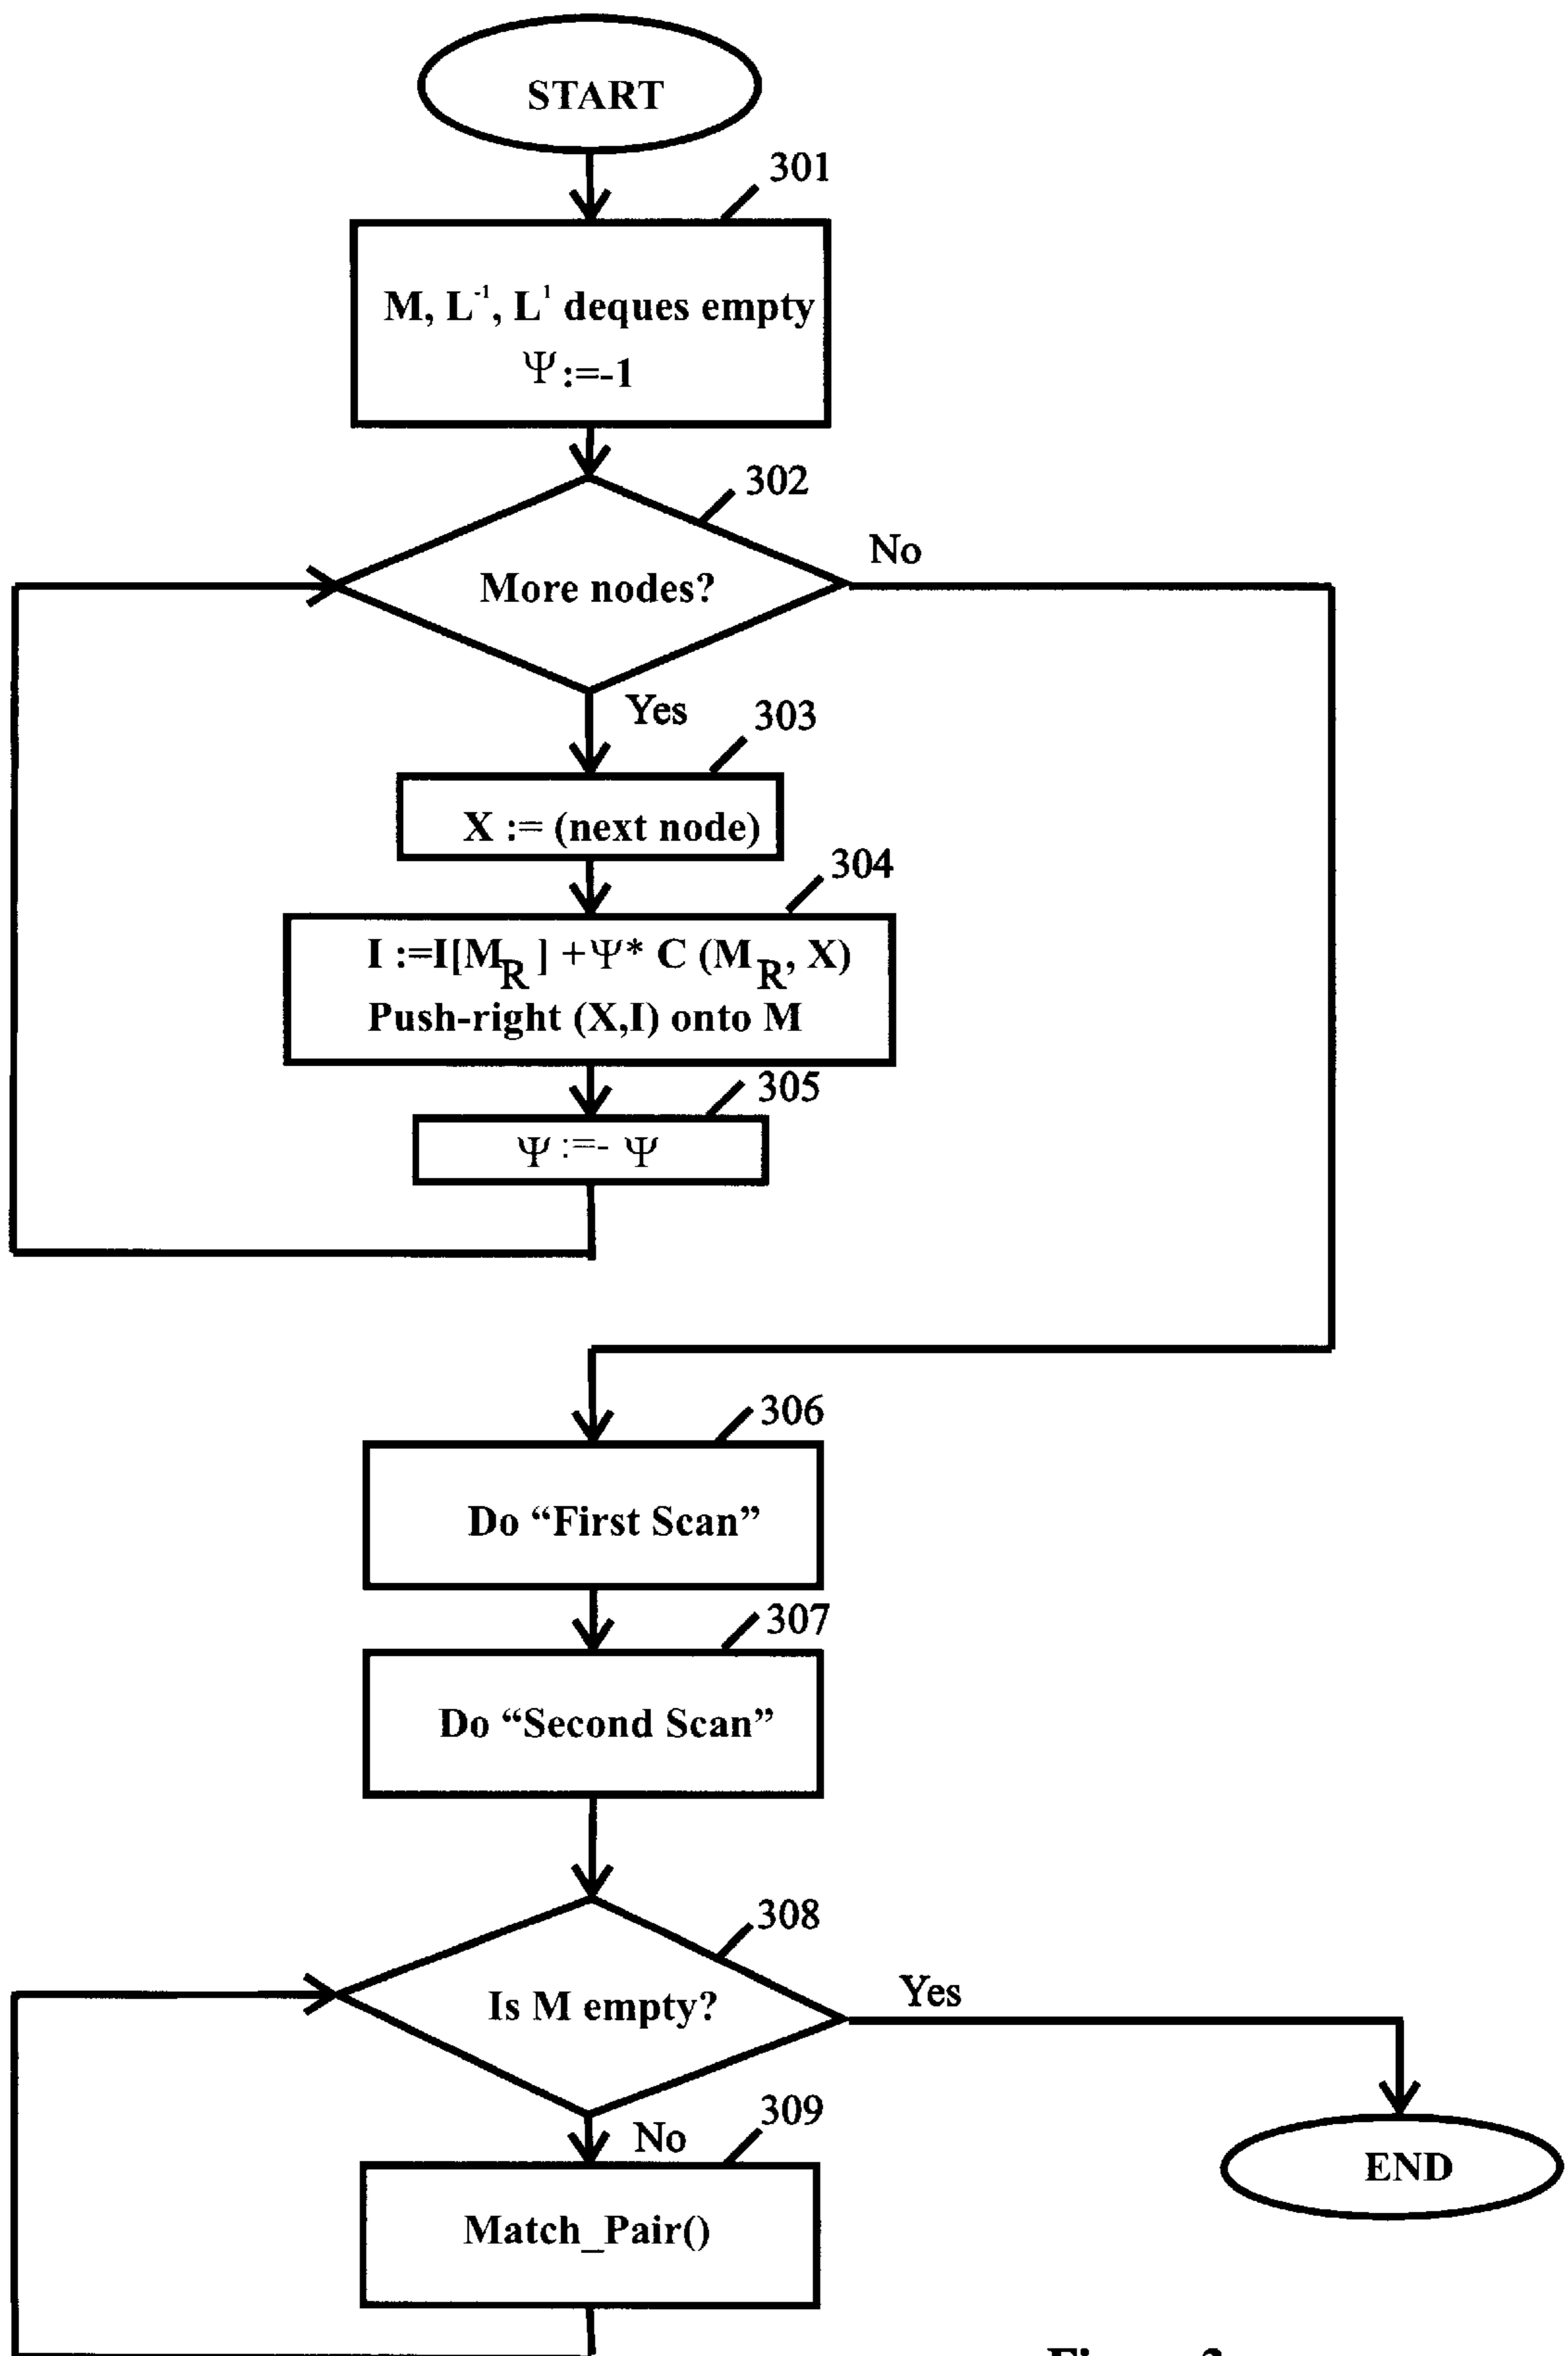 START
301
M, L⁻¹, L¹ deques empty
Ψ:=-1
302
More nodes?
No
Yes
303
X := (next node)
304
I :=I[M_R ] +Ψ* C (M_R, X)
Push-right (X,I) onto M
305
Ψ :=- Ψ
306
Do “First Scan”
307
Do “Second Scan”
308
Is M empty?
Yes
No
309
END
Match_Pair()